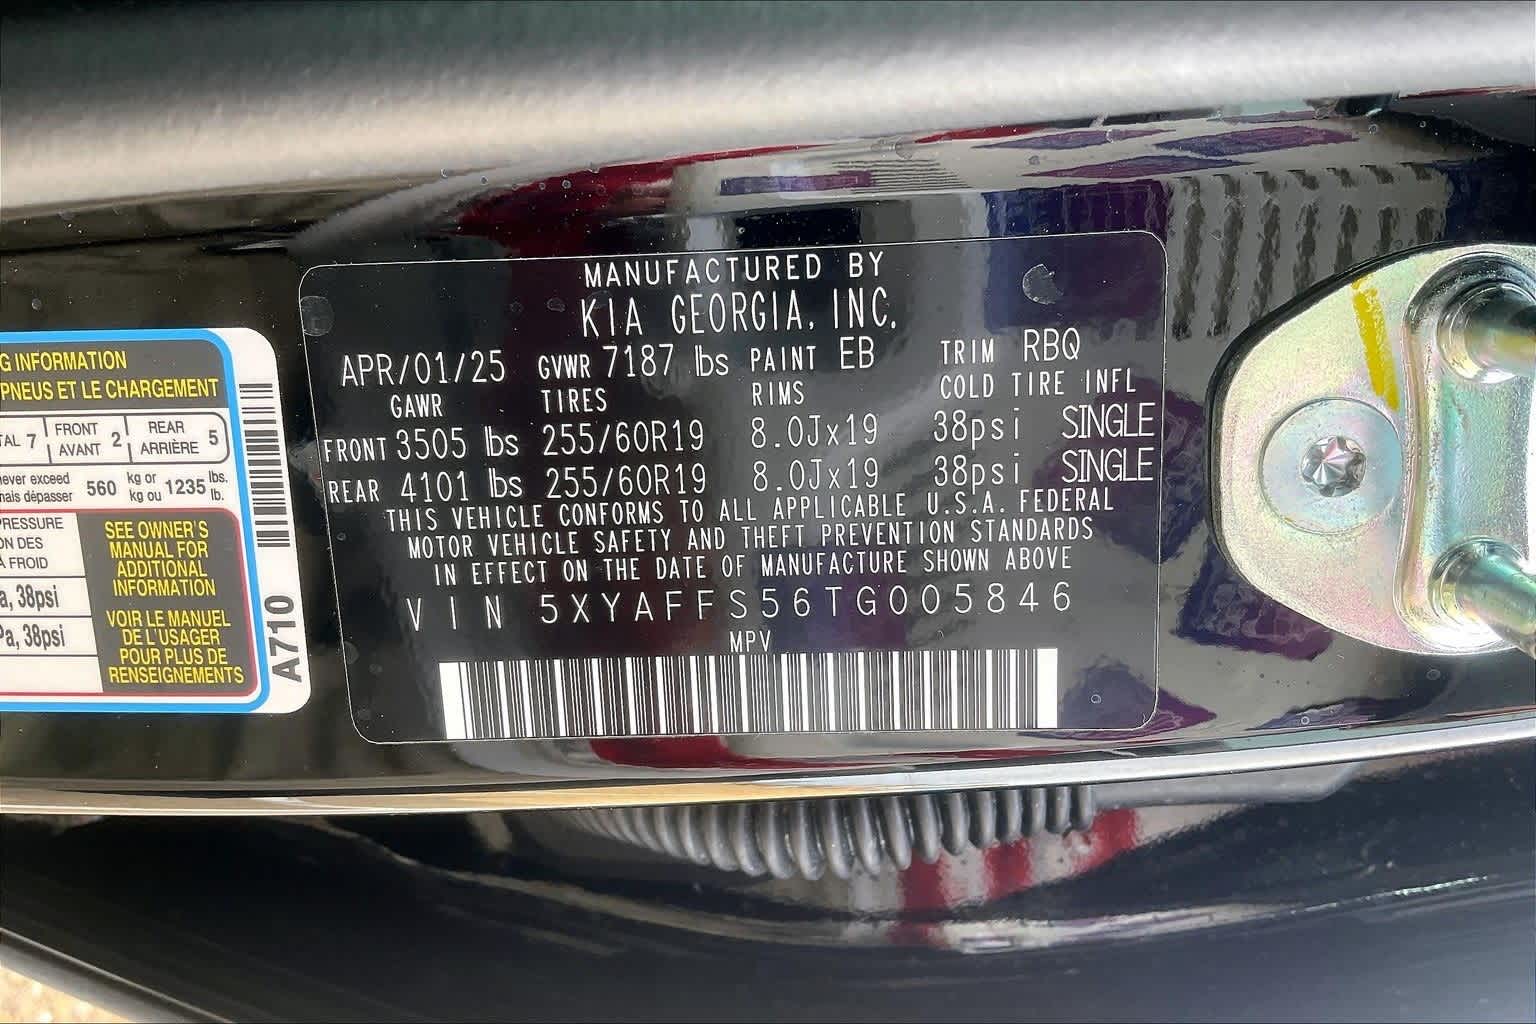 MANUFACTURED BY
KIA GEORGIA, INC.
APR/01/25 GVWR 7187 lbs PAINT EB TRIM RBQ
GAWR TIRES RIMS COLD TIRE INFL
FRONT 3505 lbs 255/60R19 8.0Jx19 38psi SINGLE
REAR 4101 lbs 255/60R19 8.0Jx19 38psi SINGLE
THIS VEHICLE CONFORMS TO ALL APPLICABLE U.S.A. FEDERAL
MOTOR VEHICLE SAFETY AND THEFT PREVENTION STANDARDS
IN EFFECT ON THE DATE OF MANUFACTURE SHOWN ABOVE
VIN 5XYAFFS56TG005846
MPV
G INFORMATION
PNEUS ET LE CHARGEMENT
TAL 7 FRONT AVANT 2 REAR ARRIÈRE 5
never exceed
nais dépasser 560 kg or kg ou 1235 lbs. lb.
PRESSURE
ON DES
À FROID
a, 38psi
Pa, 38psi
SEE OWNER'S
MANUAL FOR
ADDITIONAL
INFORMATION
VOIR LE MANUEL
DE L'USAGER
POUR PLUS DE
RENSEIGNEMENTS
A710